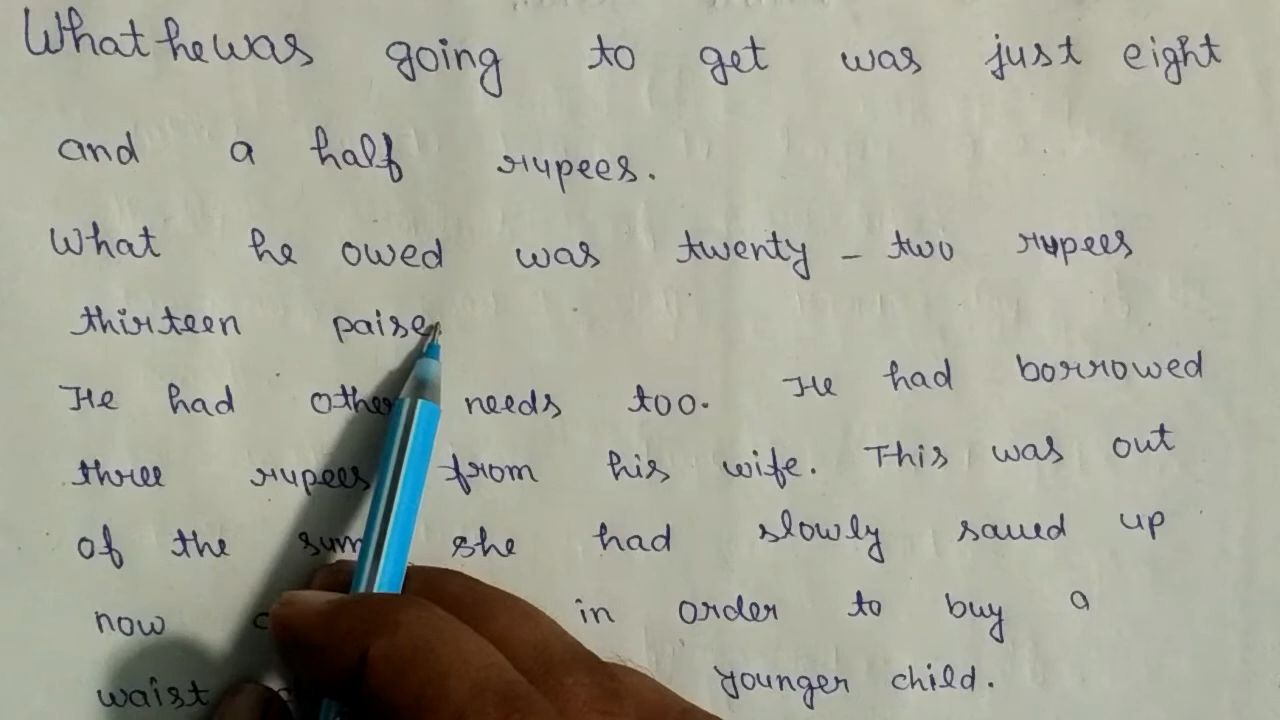 What he was going to get was just eight
and a half rupees.
What he owed was twenty - two rupees
thirteen paise
He had other needs too. He had borrowed
three rupees from his wife. This was out
of the sum she had slowly saved up
now in order to buy a
waist younger child.